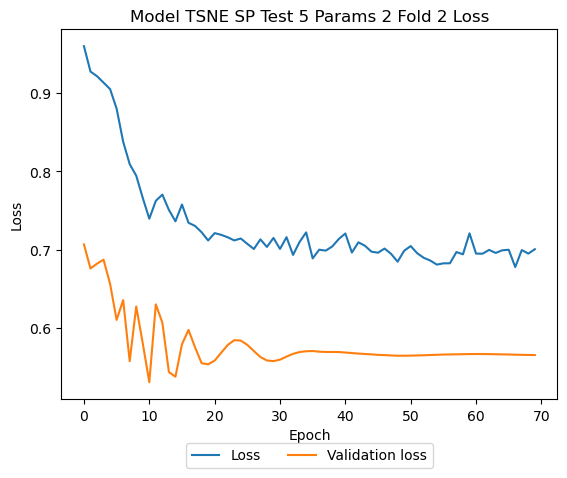 Model TSNE SP Test 5 Params 2 Fold 2 Loss
0.9
0.8
0.7
0.6
Loss
0 10 20 30 40 50 60 70
Epoch
Loss Validation loss